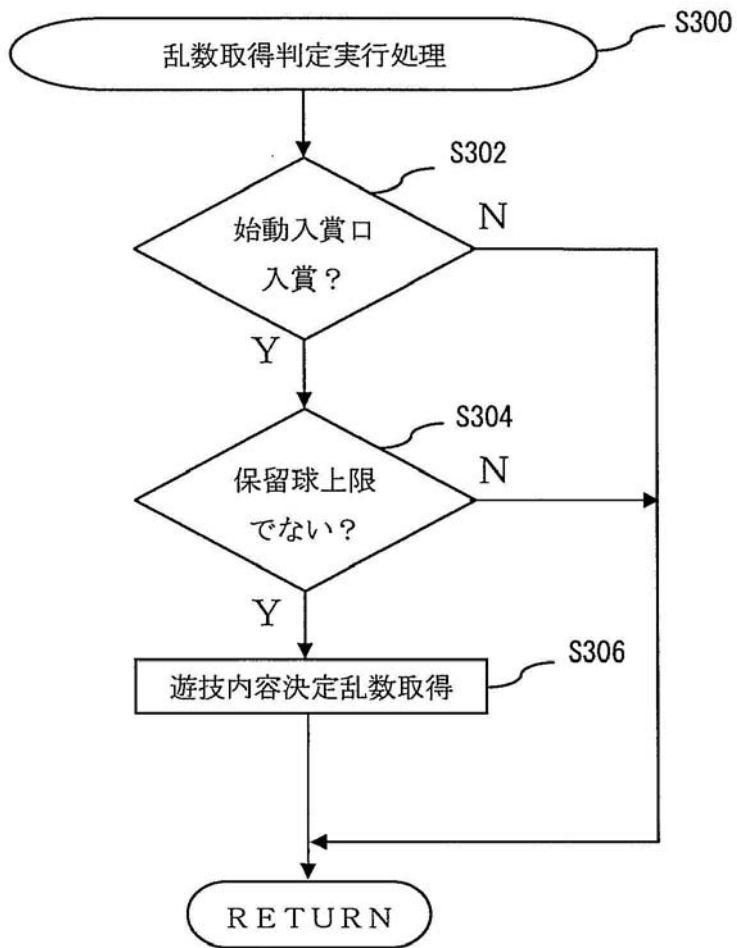 S300
乱数取得判定実行処理
S302
始動入賞口
入賞？
N
Y
S304
保留球上限
でない？
N
Y
S306
遊技内容決定乱数取得
RETURN